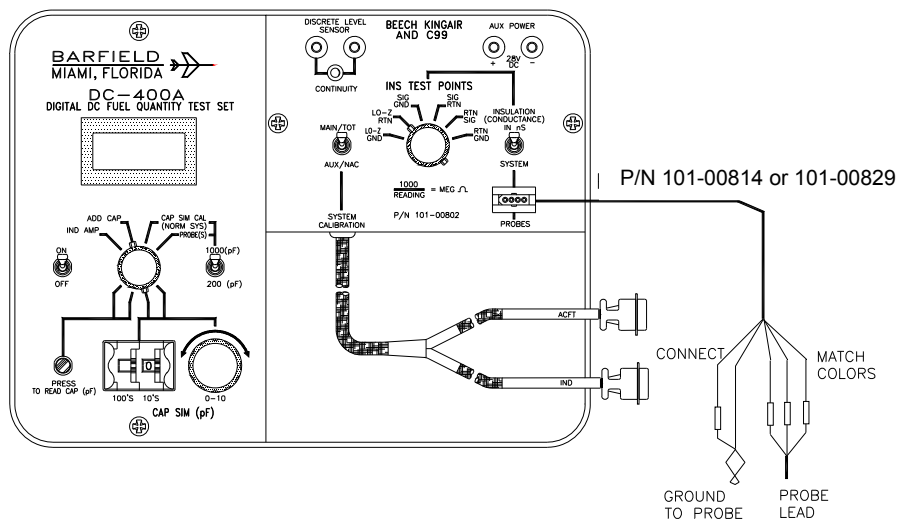 BARFIELD
MIAMI, FLORIDA
DC-400A
DIGITAL DC FUEL QUANTITY TEST SET
ADD CAP
IND AMP
CAP SIM CAL
(NORM SYS)
PROBE(S)
ON
OFF
1000(pF)
200 (pF)
PRESS
TO READ CAP (pF)
0
100'S 10'S
0-10
CAP SIM (pF)
DISCRETE LEVEL
SENSOR
CONTINUITY
BEECH KINGAIR
AND C99
AUX POWER
+ 28V DC -
INS TEST POINTS
SIG
GND
SIG
RTN
LO-Z
RTN
RTN
SIG
LO-Z
GND
RTN
GND
MAIN/TOT
AUX/NAC
INSULATION
(CONDUCTANCE)
IN nS
SYSTEM
1000
READING = MEG Ω
P/N 101-00802
SYSTEM
CALIBRATION
PROBES
ACFT
IND
P/N 101-00814 or 101-00829
CONNECT
MATCH
COLORS
GROUND
TO PROBE
PROBE
LEAD